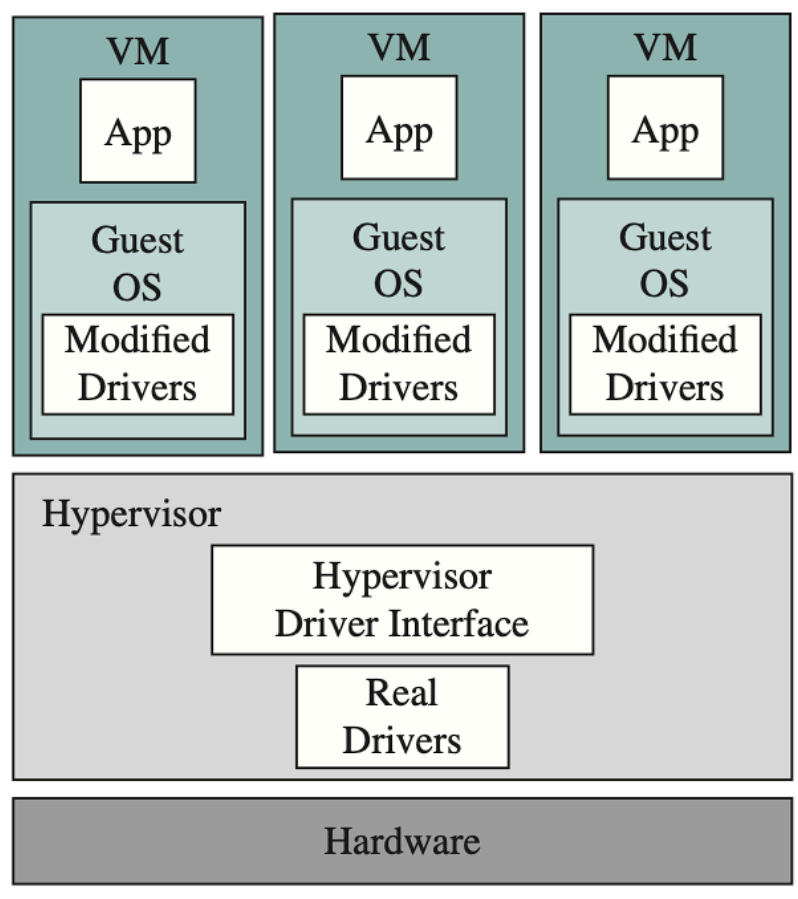 VM
App
Guest
OS
Modified
Drivers
VM
App
Guest
OS
Modified
Drivers
VM
App
Guest
OS
Modified
Drivers
Hypervisor
Hypervisor
Driver Interface
Real
Drivers
Hardware